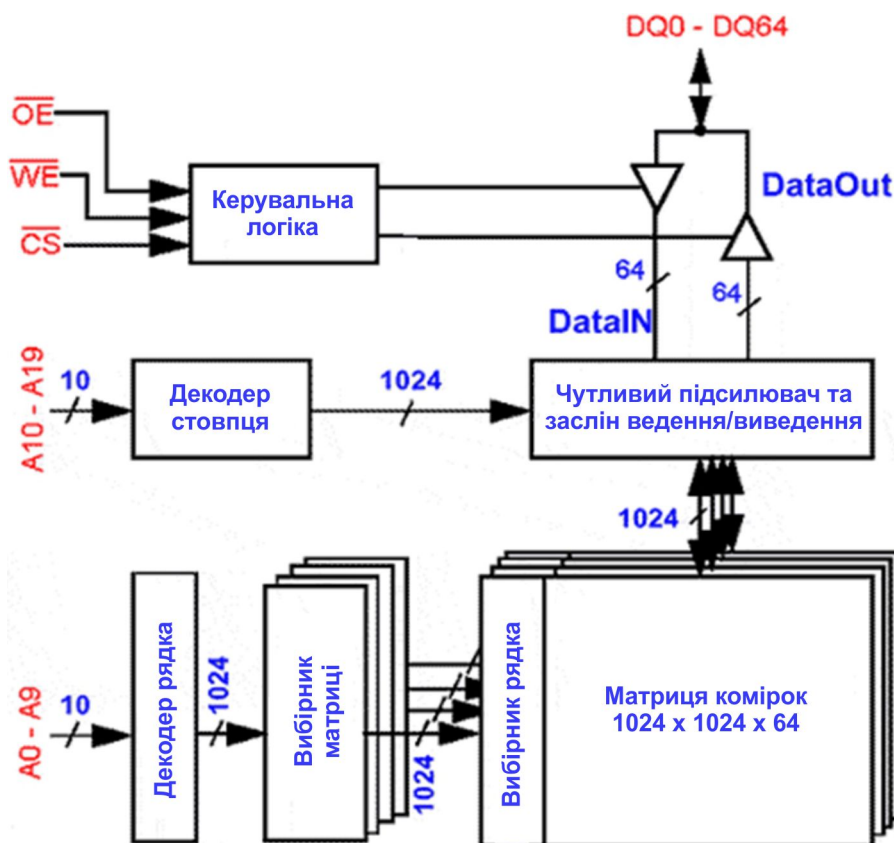 DQ0 - DQ64
OE
WE
CS
Керувальна
логіка
DataOut
64
64
DataIN
A10 - A19
10
Декодер
стовпця
1024
Чутливий підсилювач та
заслін ведення/виведення
1024
A0 - A9
10
Декодер рядка
1024
Вибірник
матриці
1024
Вибірник рядка
Матриця комірок
1024 x 1024 x 64